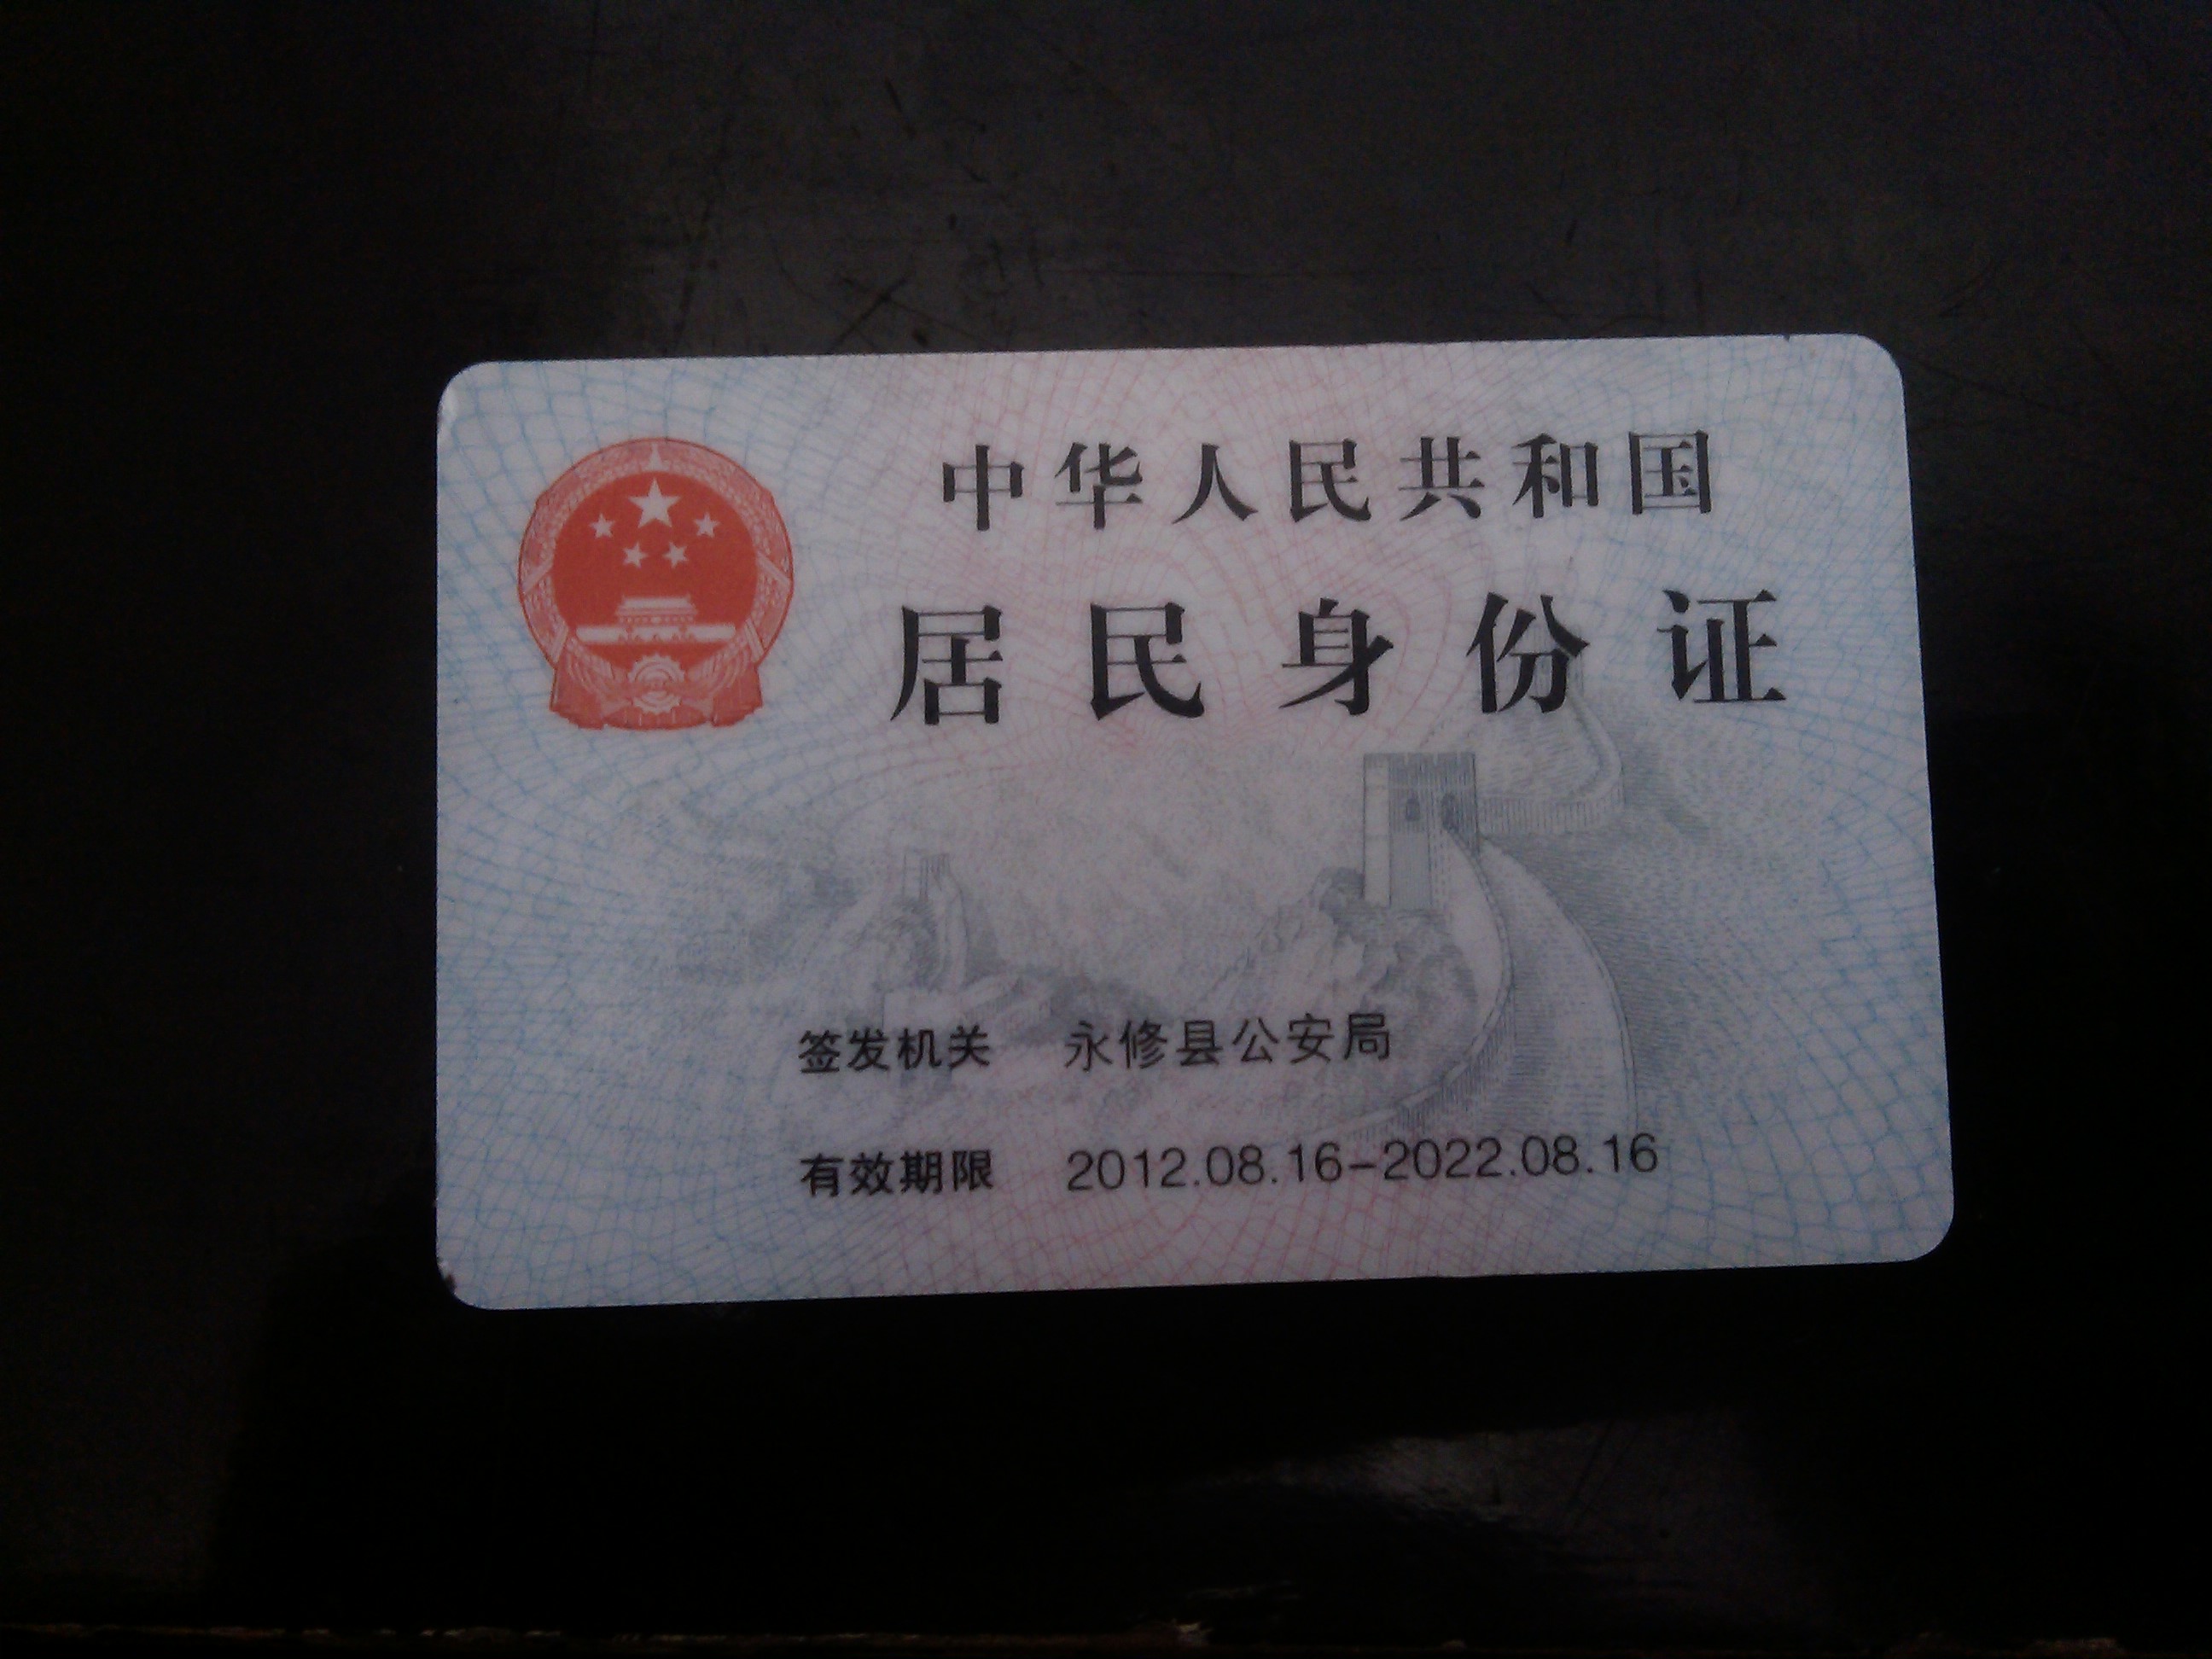 中华人民共和国
居民身份证
签发机关 永修县公安局
有效期限 2012.08.16-2022.08.16